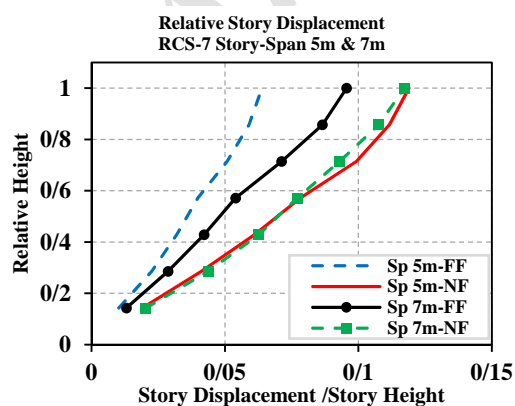 Relative Story Displacement
RCS-7 Story-Span 5m & 7m
1
0/8
0/6
0/4
0/2
0
Relative Height
Sp 5m-FF
Sp 5m-NF
Sp 7m-FF
Sp 7m-NF
0 0/05 0/1 0/15
Story Displacement /Story Height